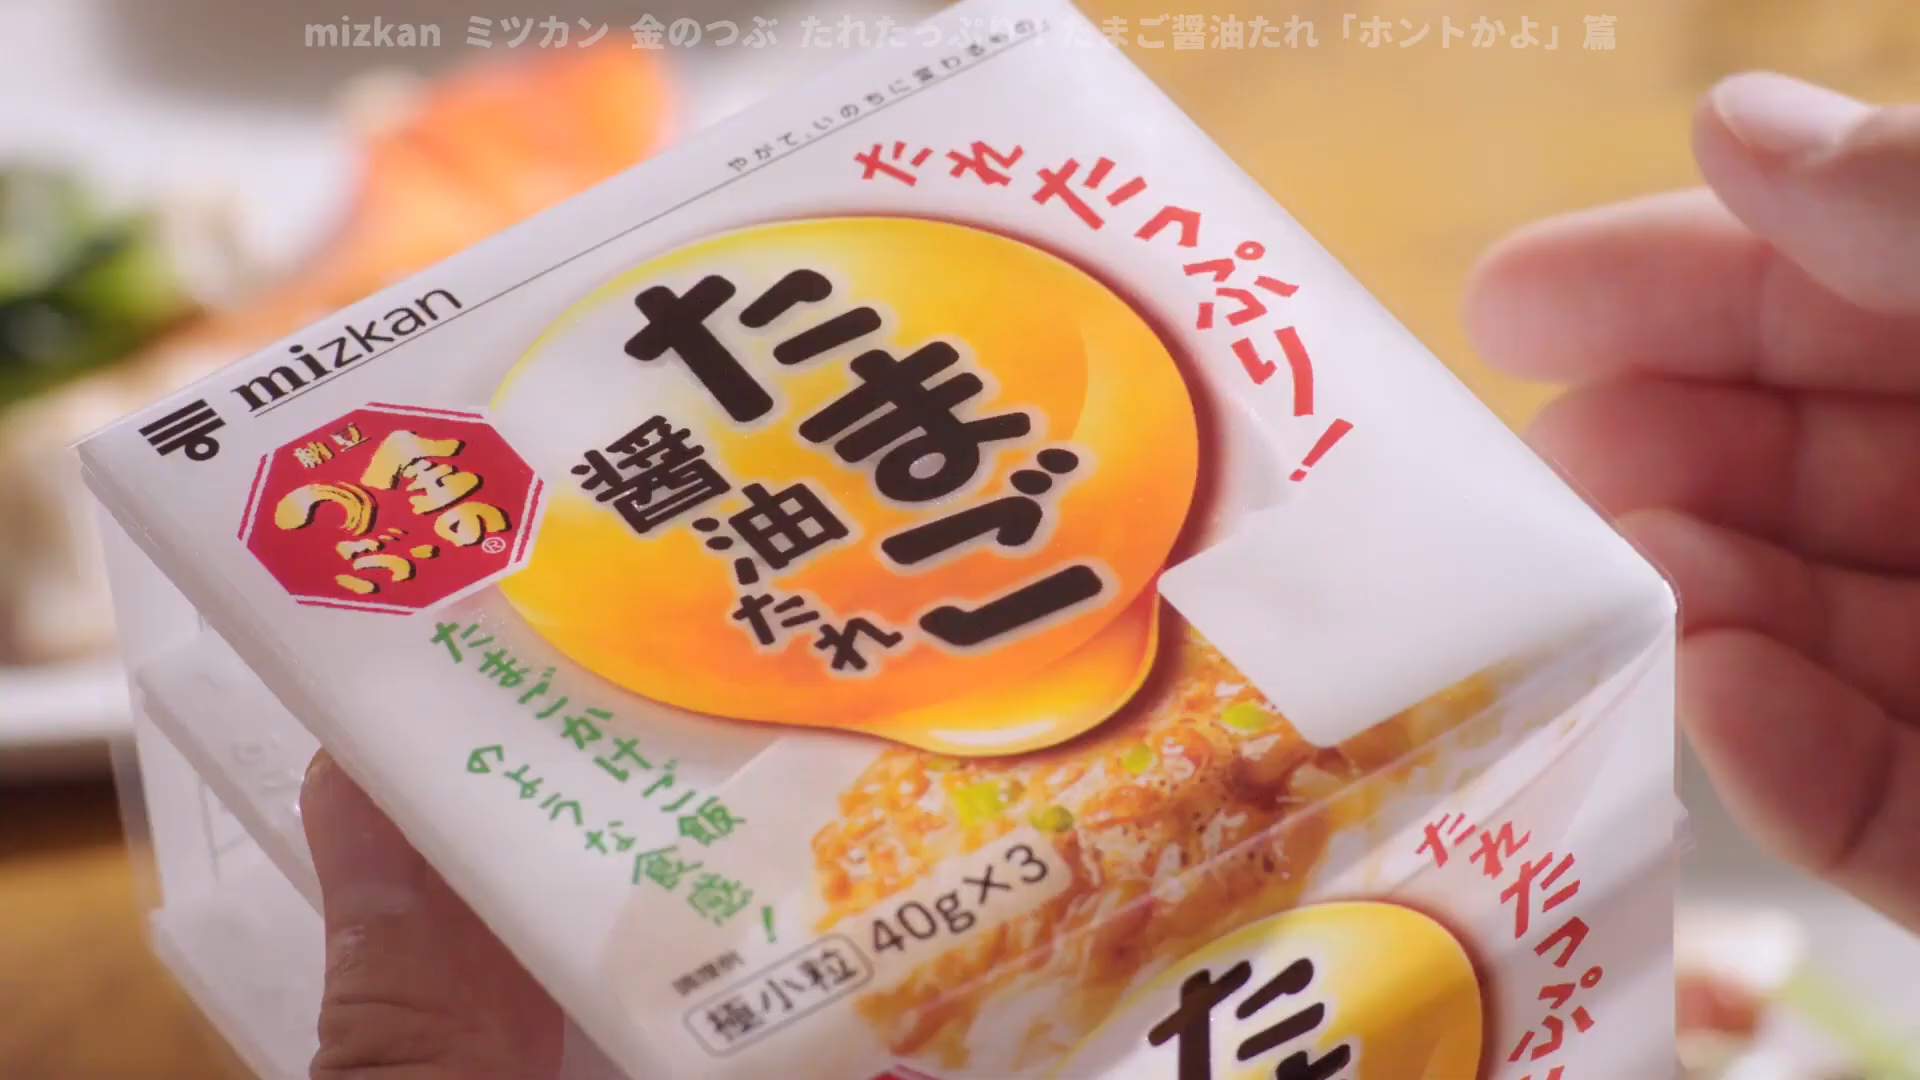 mizkan ミツカン 金のつぶ たれたっぷり!たまご醤油たれ「ホントかよ」篇
やがて、いのちに変わるもの。
mizkan
たれたっぷり!
納豆
金の
つぶ®
たまご
醤油
たれ
たまごかけご飯
のような食感!
調理例
極小粒 40g×3
たれたっぷ
た